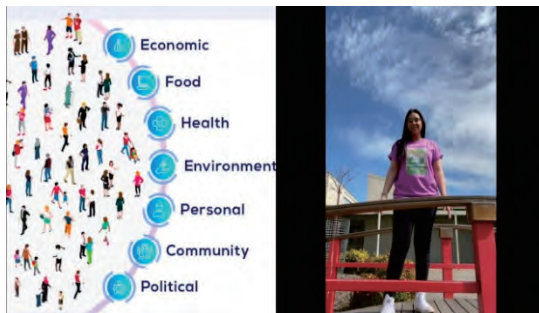 Economic
Food
Health
Environment
Personal
Community
Political